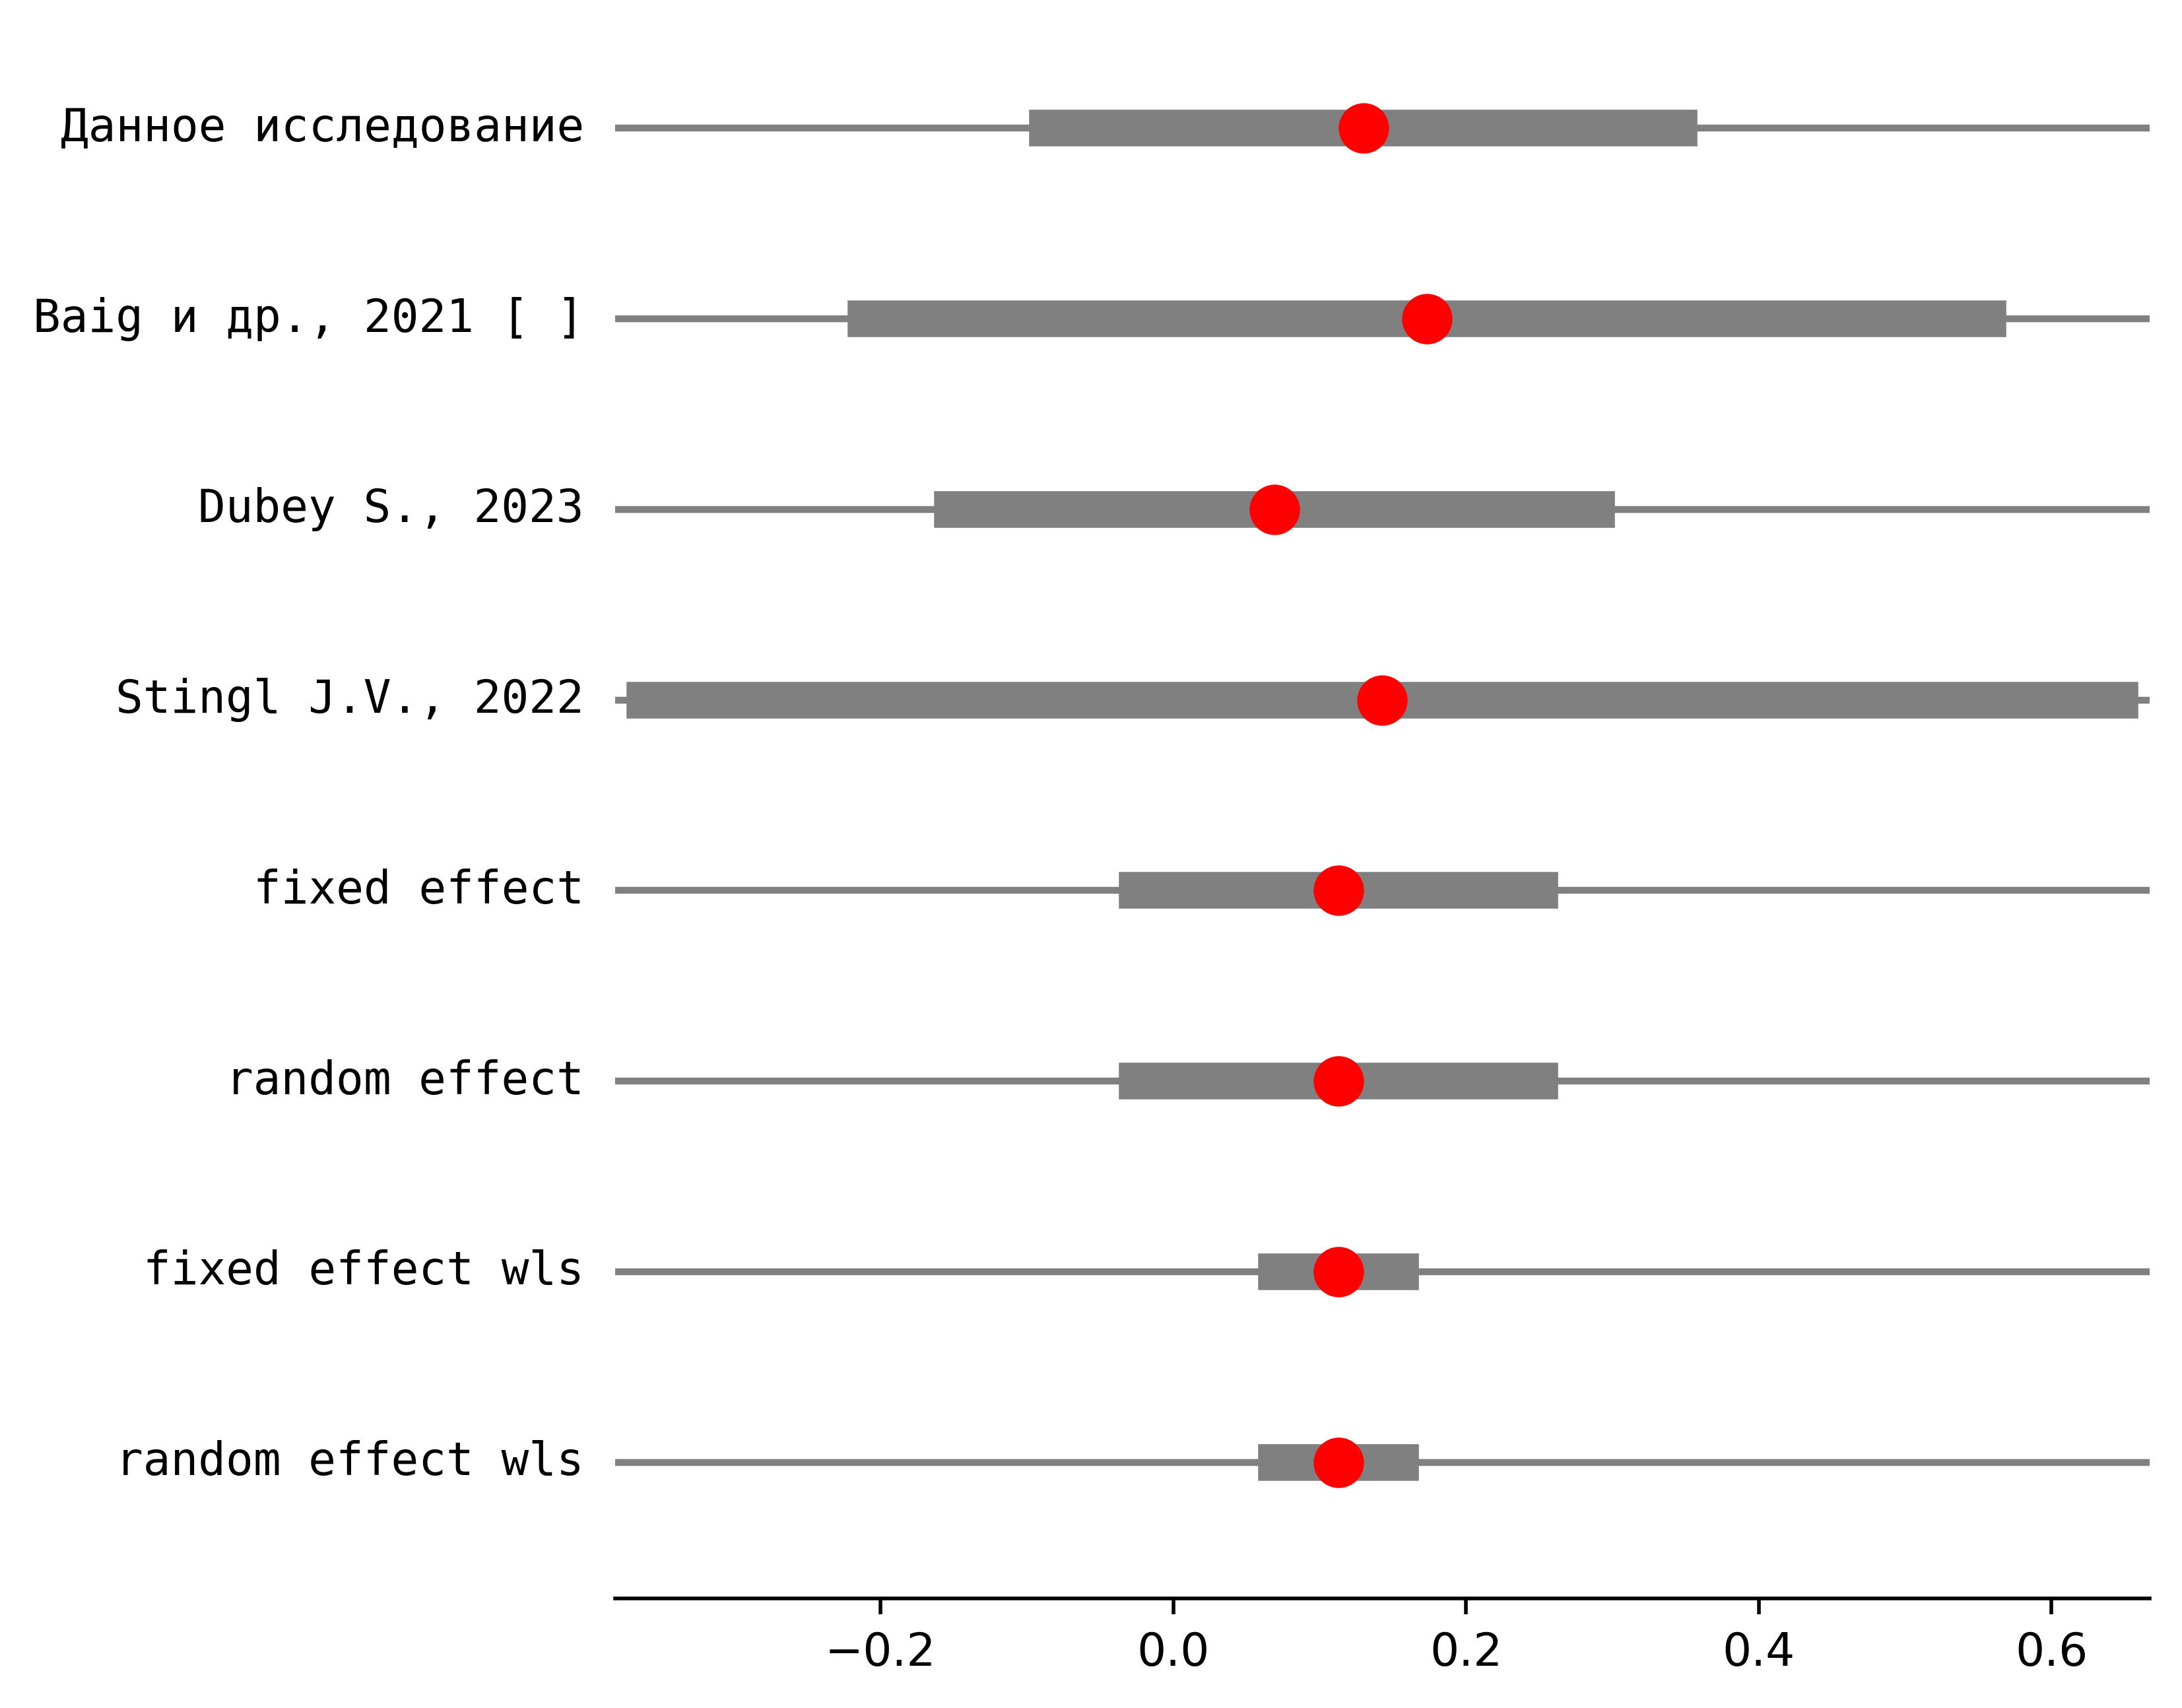 Данное исследование
Baig и др., 2021 [ ]
Dubey S., 2023
Stingl J.V., 2022
fixed effect
random effect
fixed effect wls
random effect wls
−0.2 0.0 0.2 0.4 0.6